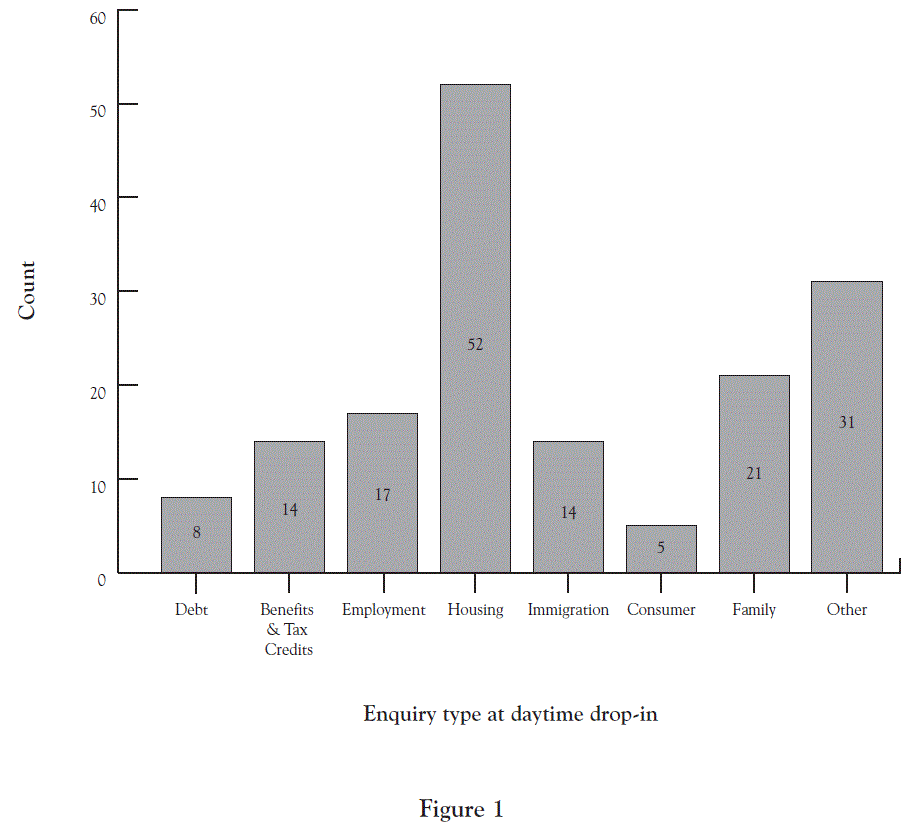 60
50
40
30
20
10
0
Count
52
31
21
17
14
14
8
5
Debt
Benefits
& Tax
Credits
Employment
Housing
Immigration
Consumer
Family
Other
Enquiry type at daytime drop-in
Figure 1